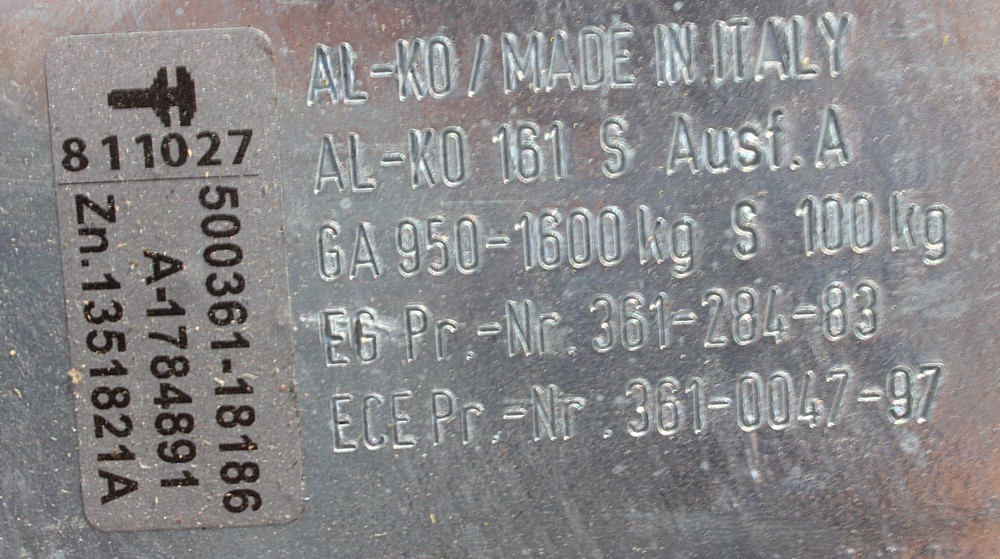 811027
500361-18186
A-1784891
Zn.1351821A
AL-KO / MADE IN ITALY
AL-KO 161 S Ausf. A
GA 950-1600 kg S 100 kg
EG Pr.-Nr. 361-284-83
ECE Pr.-Nr. 361-0047-97